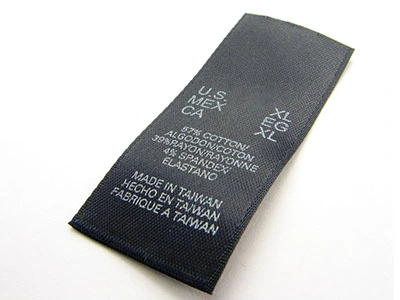 U.S. XL
MEX EG
CA XL
57% COTTON/
ALGODON/COTON
39%RAYON/RAYONNE
4% SPANDEX/
ELASTANO
MADE IN TAIWAN
HECHO EN TAIWAN
FABRIQUE A TAIWAN